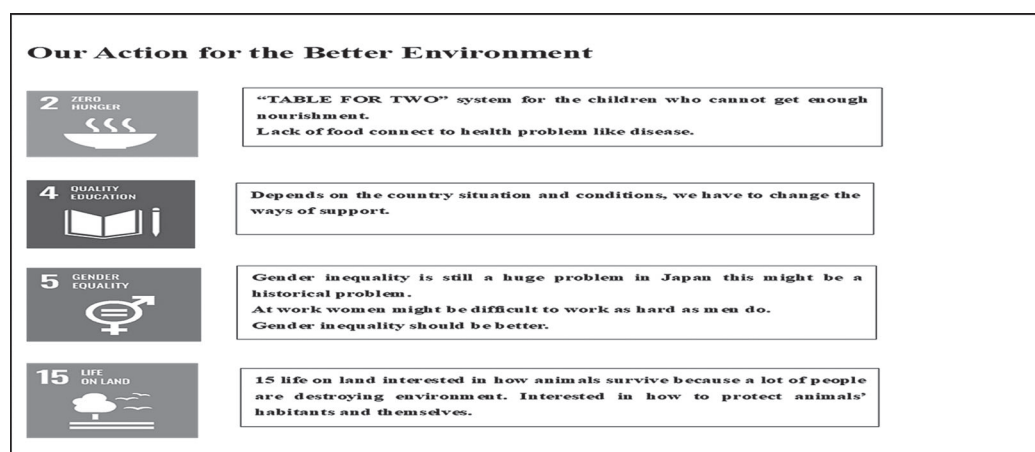 Our Action for the Better Environment
2 ZERO
HUNGER
“TABLE FOR TWO” system for the children who cannot get enough
nourishment.
Lack of food connect to health problem like disease.
4 QUALITY
EDUCATION
Depends on the country situation and conditions, we have to change the
ways of support.
5 GENDER
EQUALITY
Gender inequality is still a huge problem in Japan this might be a
historical problem.
At work women might be difficult to work as hard as men do.
Gender inequality should be better.
15 LIFE
ON LAND
15 life on land interested in how animals survive because a lot of people
are destroying environment. Interested in how to protect animals’
habitants and themselves.